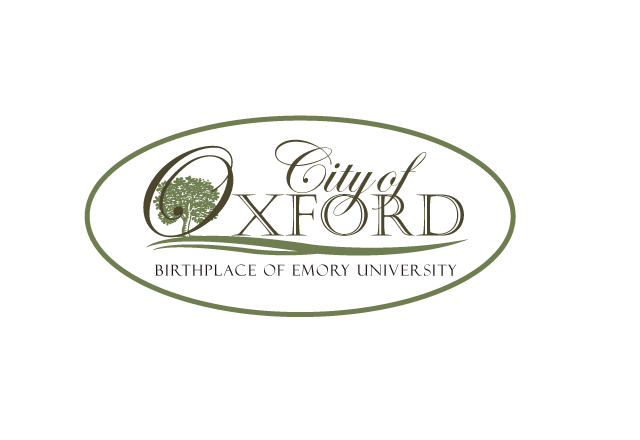 City of
OXFORD
BIRTHPLACE OF EMORY UNIVERSITY